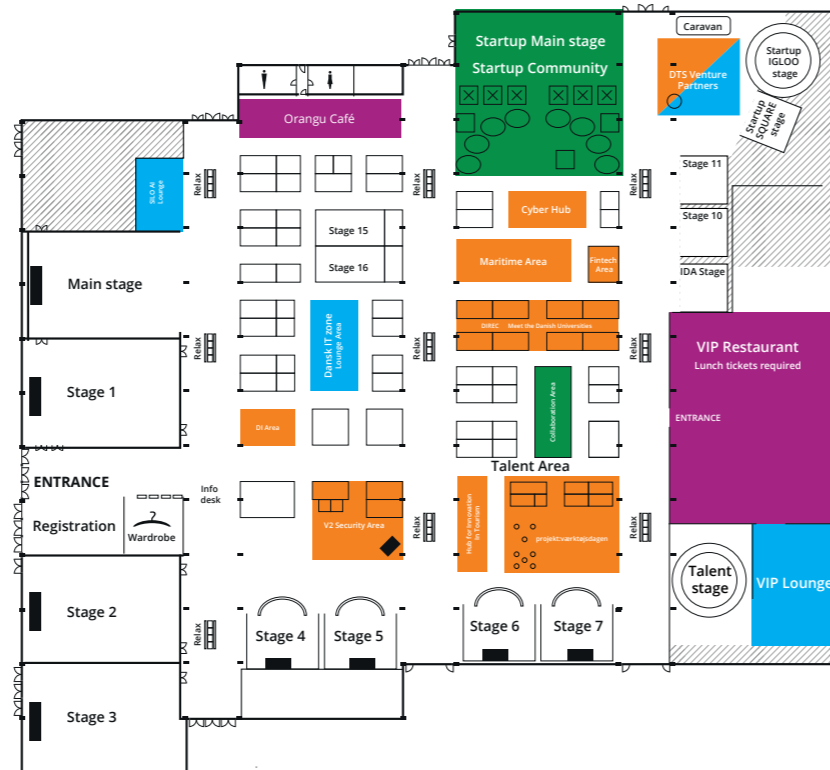 Caravan
Startup Main stage
Startup Community
Startup
IGLOO
stage
DTS Venture
Partners
Startup
SQUARE
stage
Orangu Café
Stage 11
SILO AI
Lounge
Relax
Relax
Relax
Cyber Hub
Stage 10
Stage 15
Stage 16
Maritime Area
Fintech
Area
IDA Stage
Main stage
DIREC
Meet the Danish Universities
Dansk IT zone
Lounge Area
Relax
Relax
Relax
VIP Restaurant
Lunch tickets required
Stage 1
Collaboration Area
DI Area
ENTRANCE
Talent Area
ENTRANCE
Info
desk
Registration
?
Wardrobe
V2 Security Area
Relax
Hub for Innovation
in Tourism
projekt:værktøjsdagen
Relax
Talent
stage
VIP Lounge
Stage 2
Relax
Stage 4
Stage 5
Stage 6
Stage 7
Stage 3